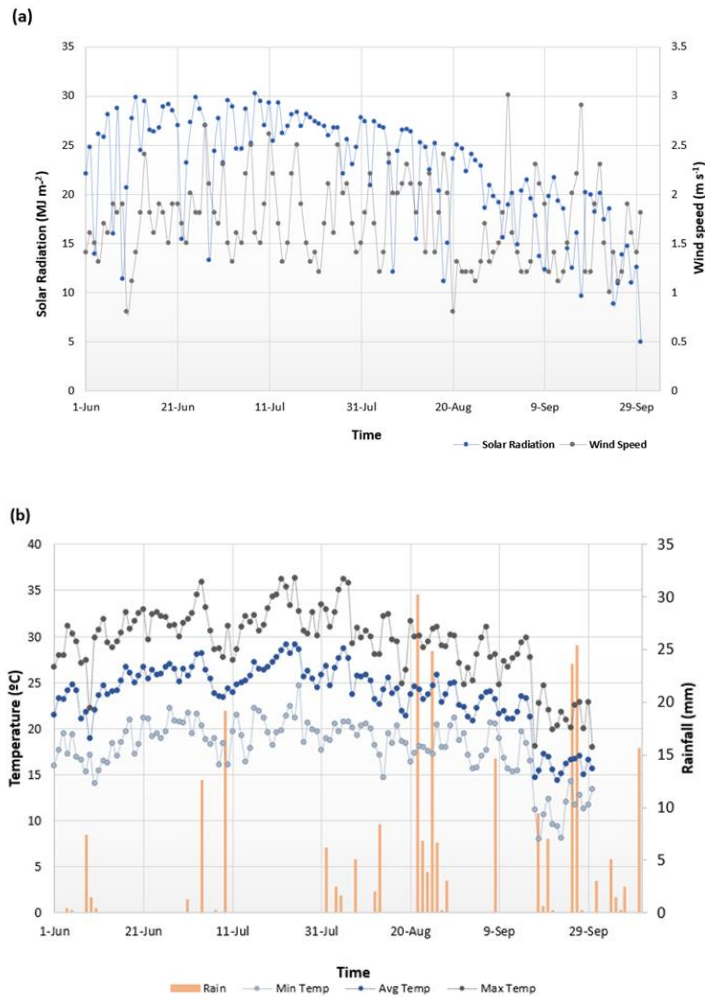 (a)
35
30
25
20
15
10
5
0
Solar Radiation (MJ m-²)
3.5
3
2.5
2
1.5
1
0.5
0
Wind speed (m s-¹)
1-Jun 21-Jun 11-Jul 31-Jul 20-Aug 9-Sep 29-Sep
Time
Solar Radiation Wind Speed
(b)
40
35
30
25
20
15
10
5
0
Temperature (ºC)
35
30
25
20
15
10
5
0
Rainfall (mm)
1-Jun 21-Jun 11-Jul 31-Jul 20-Aug 9-Sep 29-Sep
Time
Rain Min Temp Avg Temp Max Temp